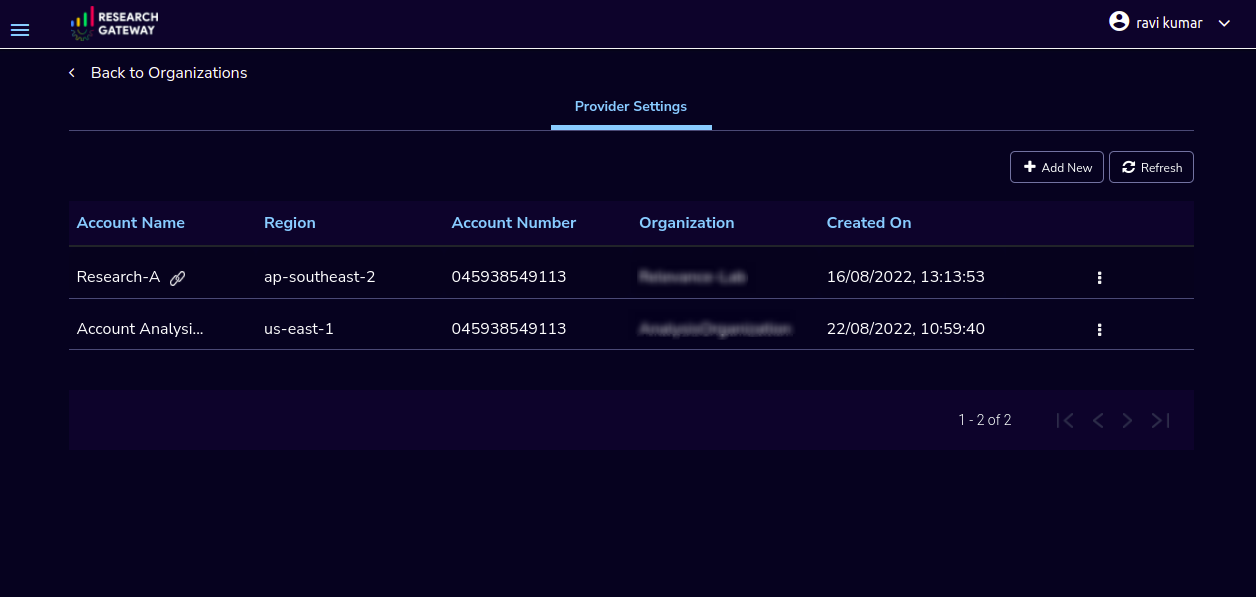 RESEARCH
GATEWAY
ravi kumar
Back to Organizations
Provider Settings
Add New Refresh
Account Name Region Account Number Organization Created On
Research-A ap-southeast-2 045938549113 16/08/2022, 13:13:53
Account Analysi... us-east-1 045938549113 22/08/2022, 10:59:40
1 - 2 of 2